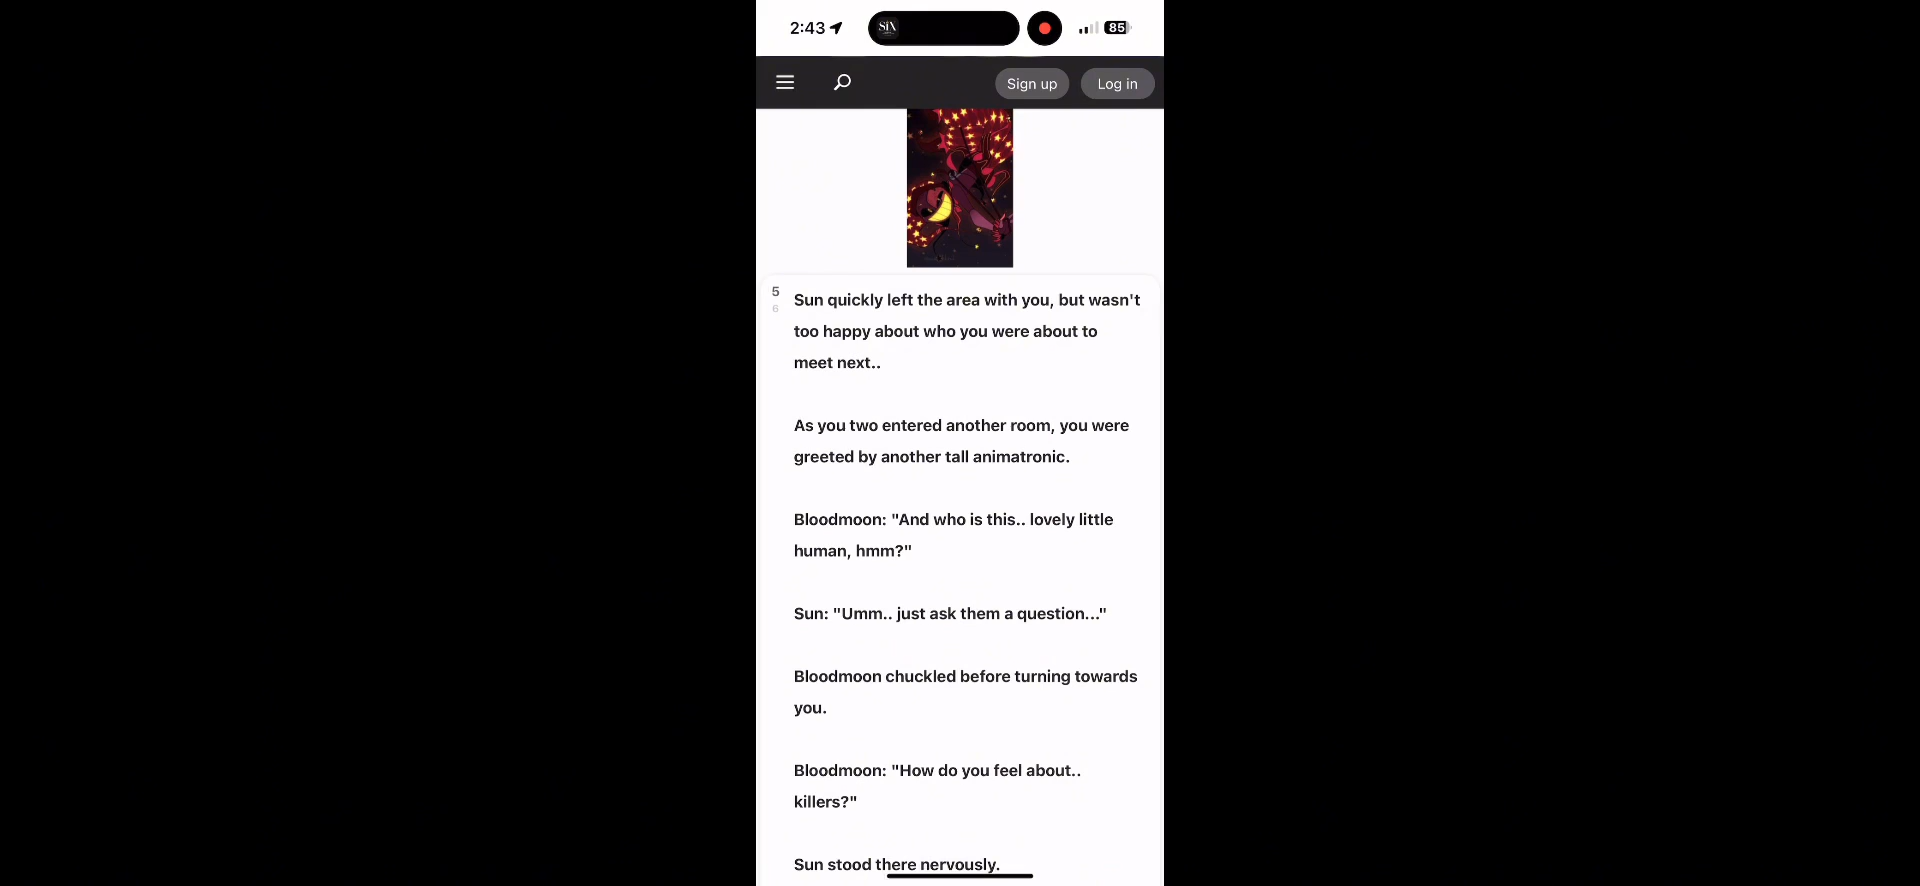 2:43
SIX
85
Sign up
Log in
5
6
Sun quickly left the area with you, but wasn't
too happy about who you were about to
meet next..
As you two entered another room, you were
greeted by another tall animatronic.
Bloodmoon: "And who is this.. lovely little
human, hmm?"
Sun: "Umm.. just ask them a question..."
Bloodmoon chuckled before turning towards
you.
Bloodmoon: "How do you feel about..
killers?"
Sun stood there nervously.